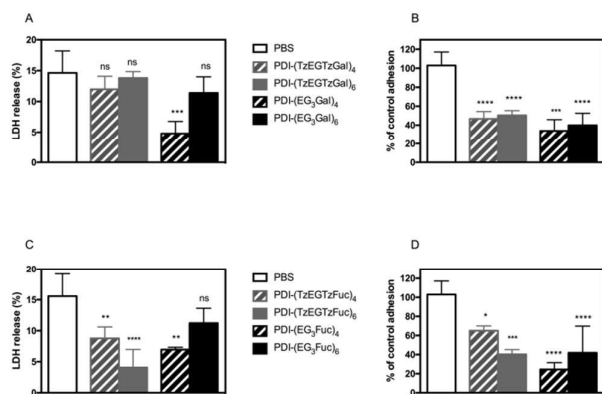 A
B
LDH release (%)
20
15
10
5
0
ns
ns
***
ns
PBS
PDI-(TzEGTzGal)4
PDI-(TzEGTzGal)6
PDI-(EG3Gal)4
PDI-(EG3Gal)6
% of control adhesion
120
100
80
60
40
20
0
****
****
***
****
C
D
LDH release (%)
20
15
10
5
0
**
****
**
ns
PBS
PDI-(TzEGTzFuc)4
PDI-(TzEGTzFuc)6
PDI-(EG3Fuc)4
PDI-(EG3Fuc)6
% of control adhesion
120
100
80
60
40
20
0
*
***
****
****